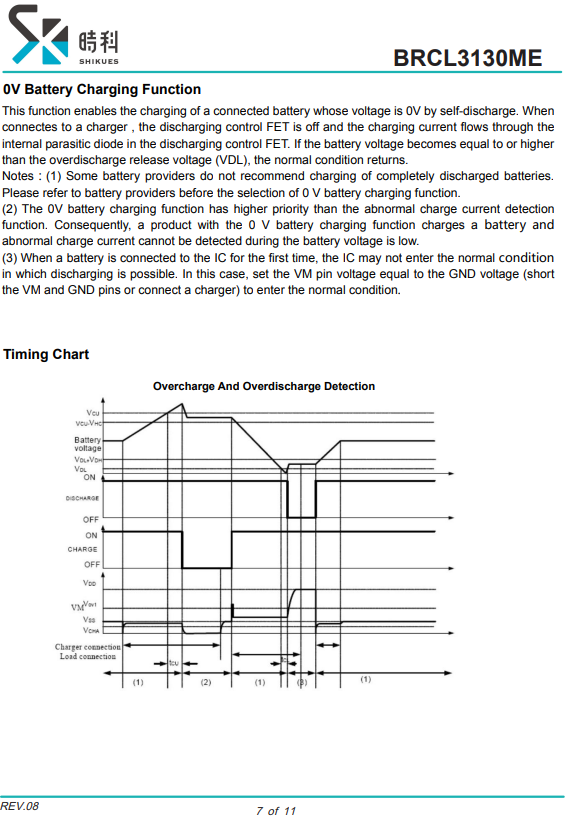 時科
SHIKUES
BRCL3130ME
0V Battery Charging Function
This function enables the charging of a connected battery whose voltage is 0V by self-discharge. When
connectes to a charger , the discharging control FET is off and the charging current flows through the
internal parasitic diode in the discharging control FET. If the battery voltage becomes equal to or higher
than the overdischarge release voltage (VDL), the normal condition returns.
Notes : (1) Some battery providers do not recommend charging of completely discharged batteries.
Please refer to battery providers before the selection of 0 V battery charging function.
(2) The 0V battery charging function has higher priority than the abnormal charge current detection
function. Consequently, a product with the 0 V battery charging function charges a battery and
abnormal charge current cannot be detected during the battery voltage is low.
(3) When a battery is connected to the IC for the first time, the IC may not enter the normal condition
in which discharging is possible. In this case, set the VM pin voltage equal to the GND voltage (short
the VM and GND pins or connect a charger) to enter the normal condition.
Timing Chart
Overcharge And Overdischarge Detection
VCU
VCU-VHC
Battery
voltage
VDL+VDH
VDL
ON
DISCHARGE
OFF
ON
CHARGE
OFF
VDD
VM VOV1
VSS
VCHA
Charger connection
Load connection
tCU
(1) (2) (1) (3) (1)
REV.08
7 of 11